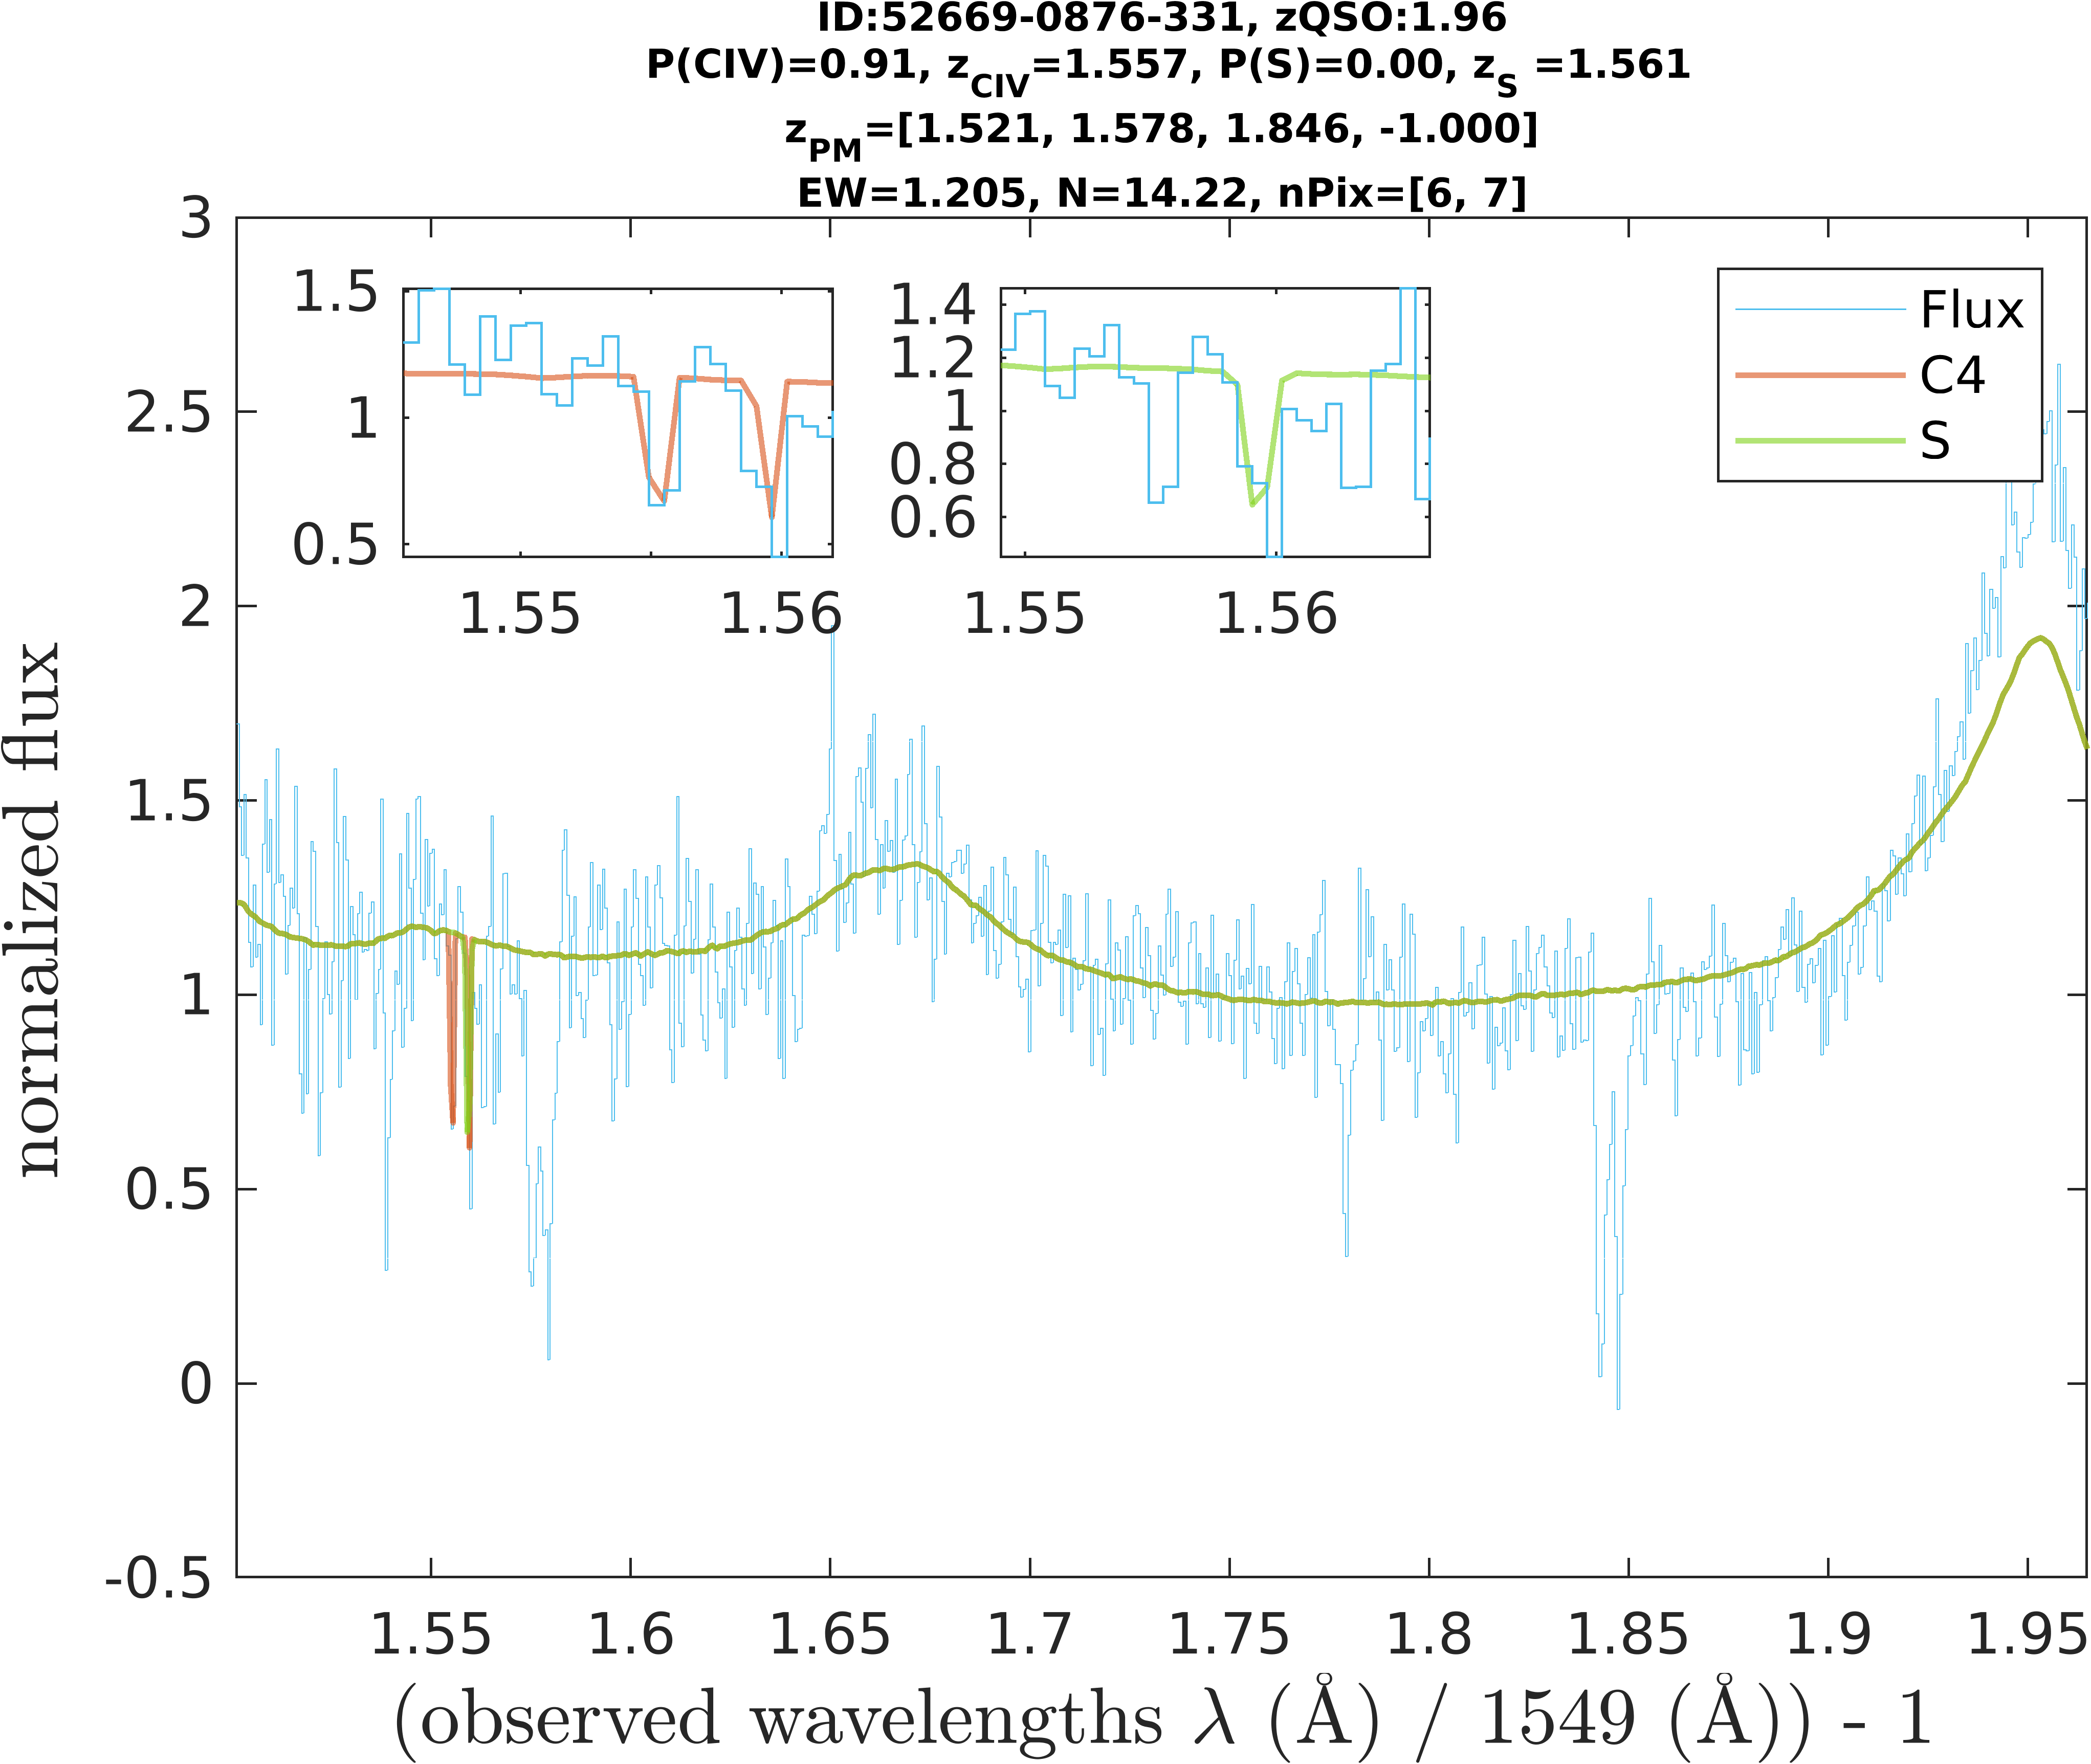 ID:52669-0876-331, zQSO:1.96
P(CIV)=0.91, z_CIV=1.557, P(S)=0.00, z_S =1.561
z_PM=[1.521, 1.578, 1.846, -1.000]
EW=1.205, N=14.22, nPix=[6, 7]
3
2.5
2
1.5
1
0.5
0
-0.5
normalized flux
1.5
1
0.5
1.55 1.56
1.4
1.2
1
0.8
0.6
1.55 1.56
Flux
C4
S
1.55 1.6 1.65 1.7 1.75 1.8 1.85 1.9 1.95
(observed wavelengths λ (Å) / 1549 (Å)) - 1